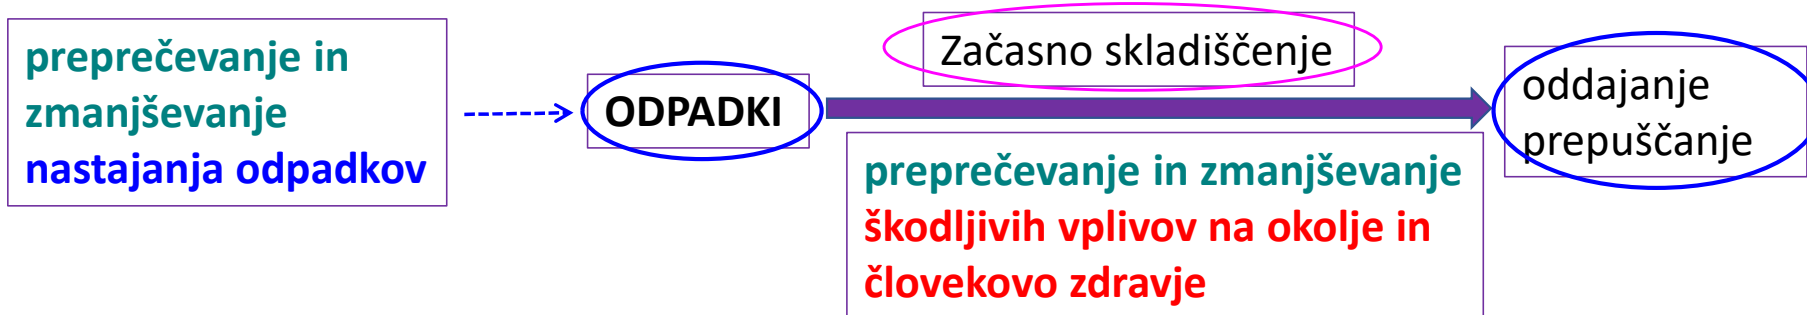 preprečevanje in
zmanjševanje
nastajanja odpadkov
ODPADKI
Začasno skladiščenje
preprečevanje in zmanjševanje
škodljivih vplivov na okolje in
človekovo zdravje
oddajanje
prepuščanje